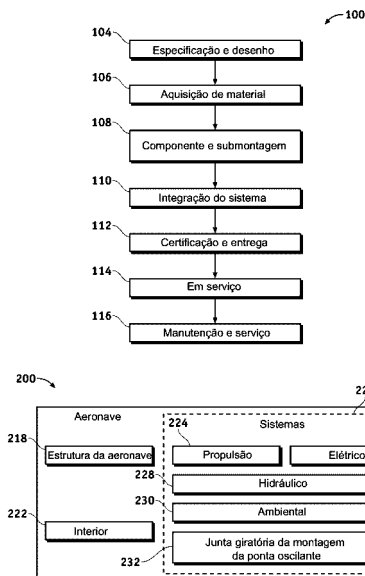 100
104
Especificação e desenho
106
Aquisição de material
108
Componente e submontagem
110
Integração do sistema
112
Certificação e entrega
114
Em serviço
116
Manutenção e serviço
200
Aeronave
Sistemas
218
Estrutura da aeronave
224
Propulsão
Elétrico
228
Hidráulico
230
Ambiental
222
Interior
232
Junta giratória da montagem
da ponta oscilante